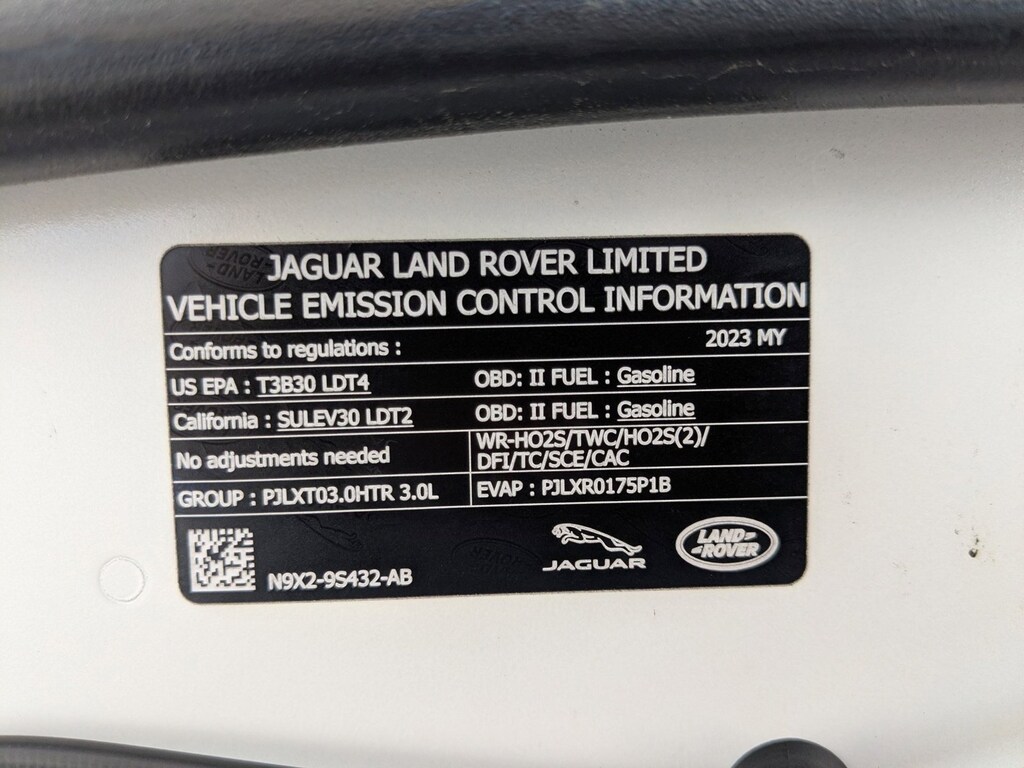 JAGUAR LAND ROVER LIMITED
VEHICLE EMISSION CONTROL INFORMATION
Conforms to regulations : 2023 MY
US EPA : T3B30 LDT4 OBD: II FUEL : Gasoline
California : SULEV30 LDT2 OBD: II FUEL : Gasoline
No adjustments needed
WR-HO2S/TWC/HO2S(2)/
DFI/TC/SCE/CAC
GROUP : PJLXT03.0HTR 3.0L EVAP : PJLXR0175P1B
N9X2-9S432-AB
JAGUAR
LAND-
-ROVER